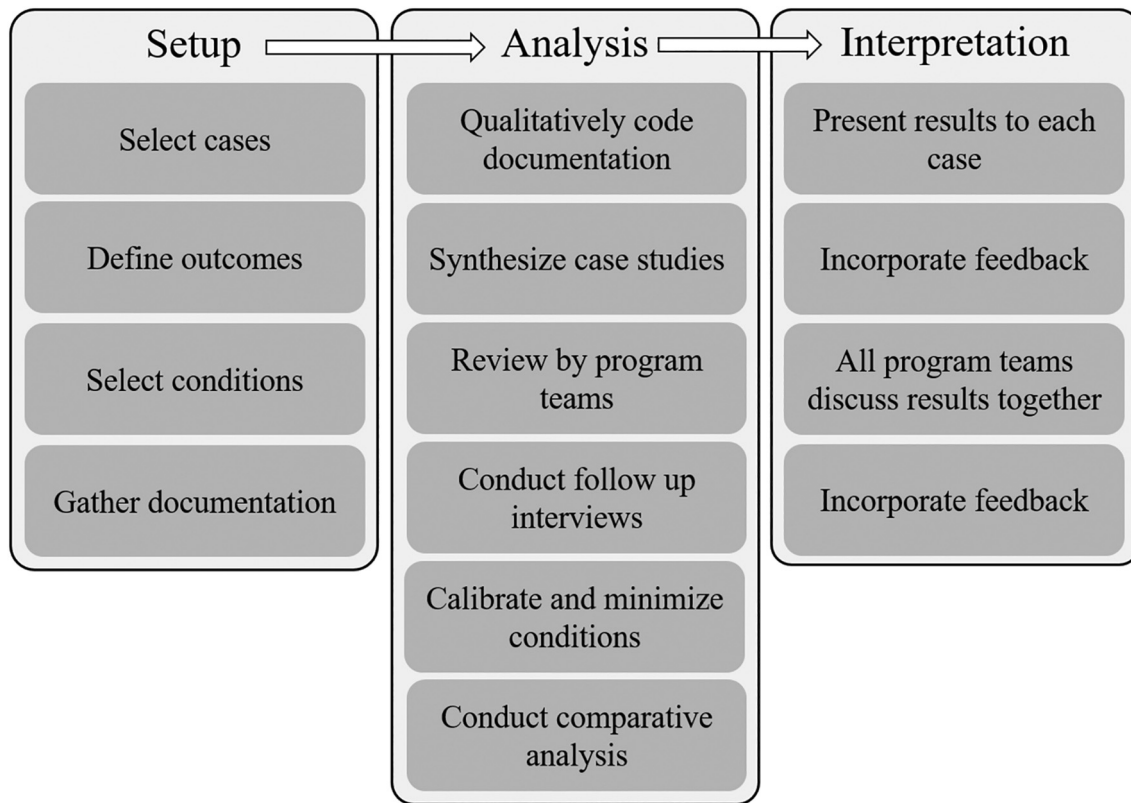 Setup
Select cases
Define outcomes
Select conditions
Gather documentation
Analysis
Qualitatively code
documentation
Synthesize case studies
Review by program
teams
Conduct follow up
interviews
Calibrate and minimize
conditions
Conduct comparative
analysis
Interpretation
Present results to each
case
Incorporate feedback
All program teams
discuss results together
Incorporate feedback